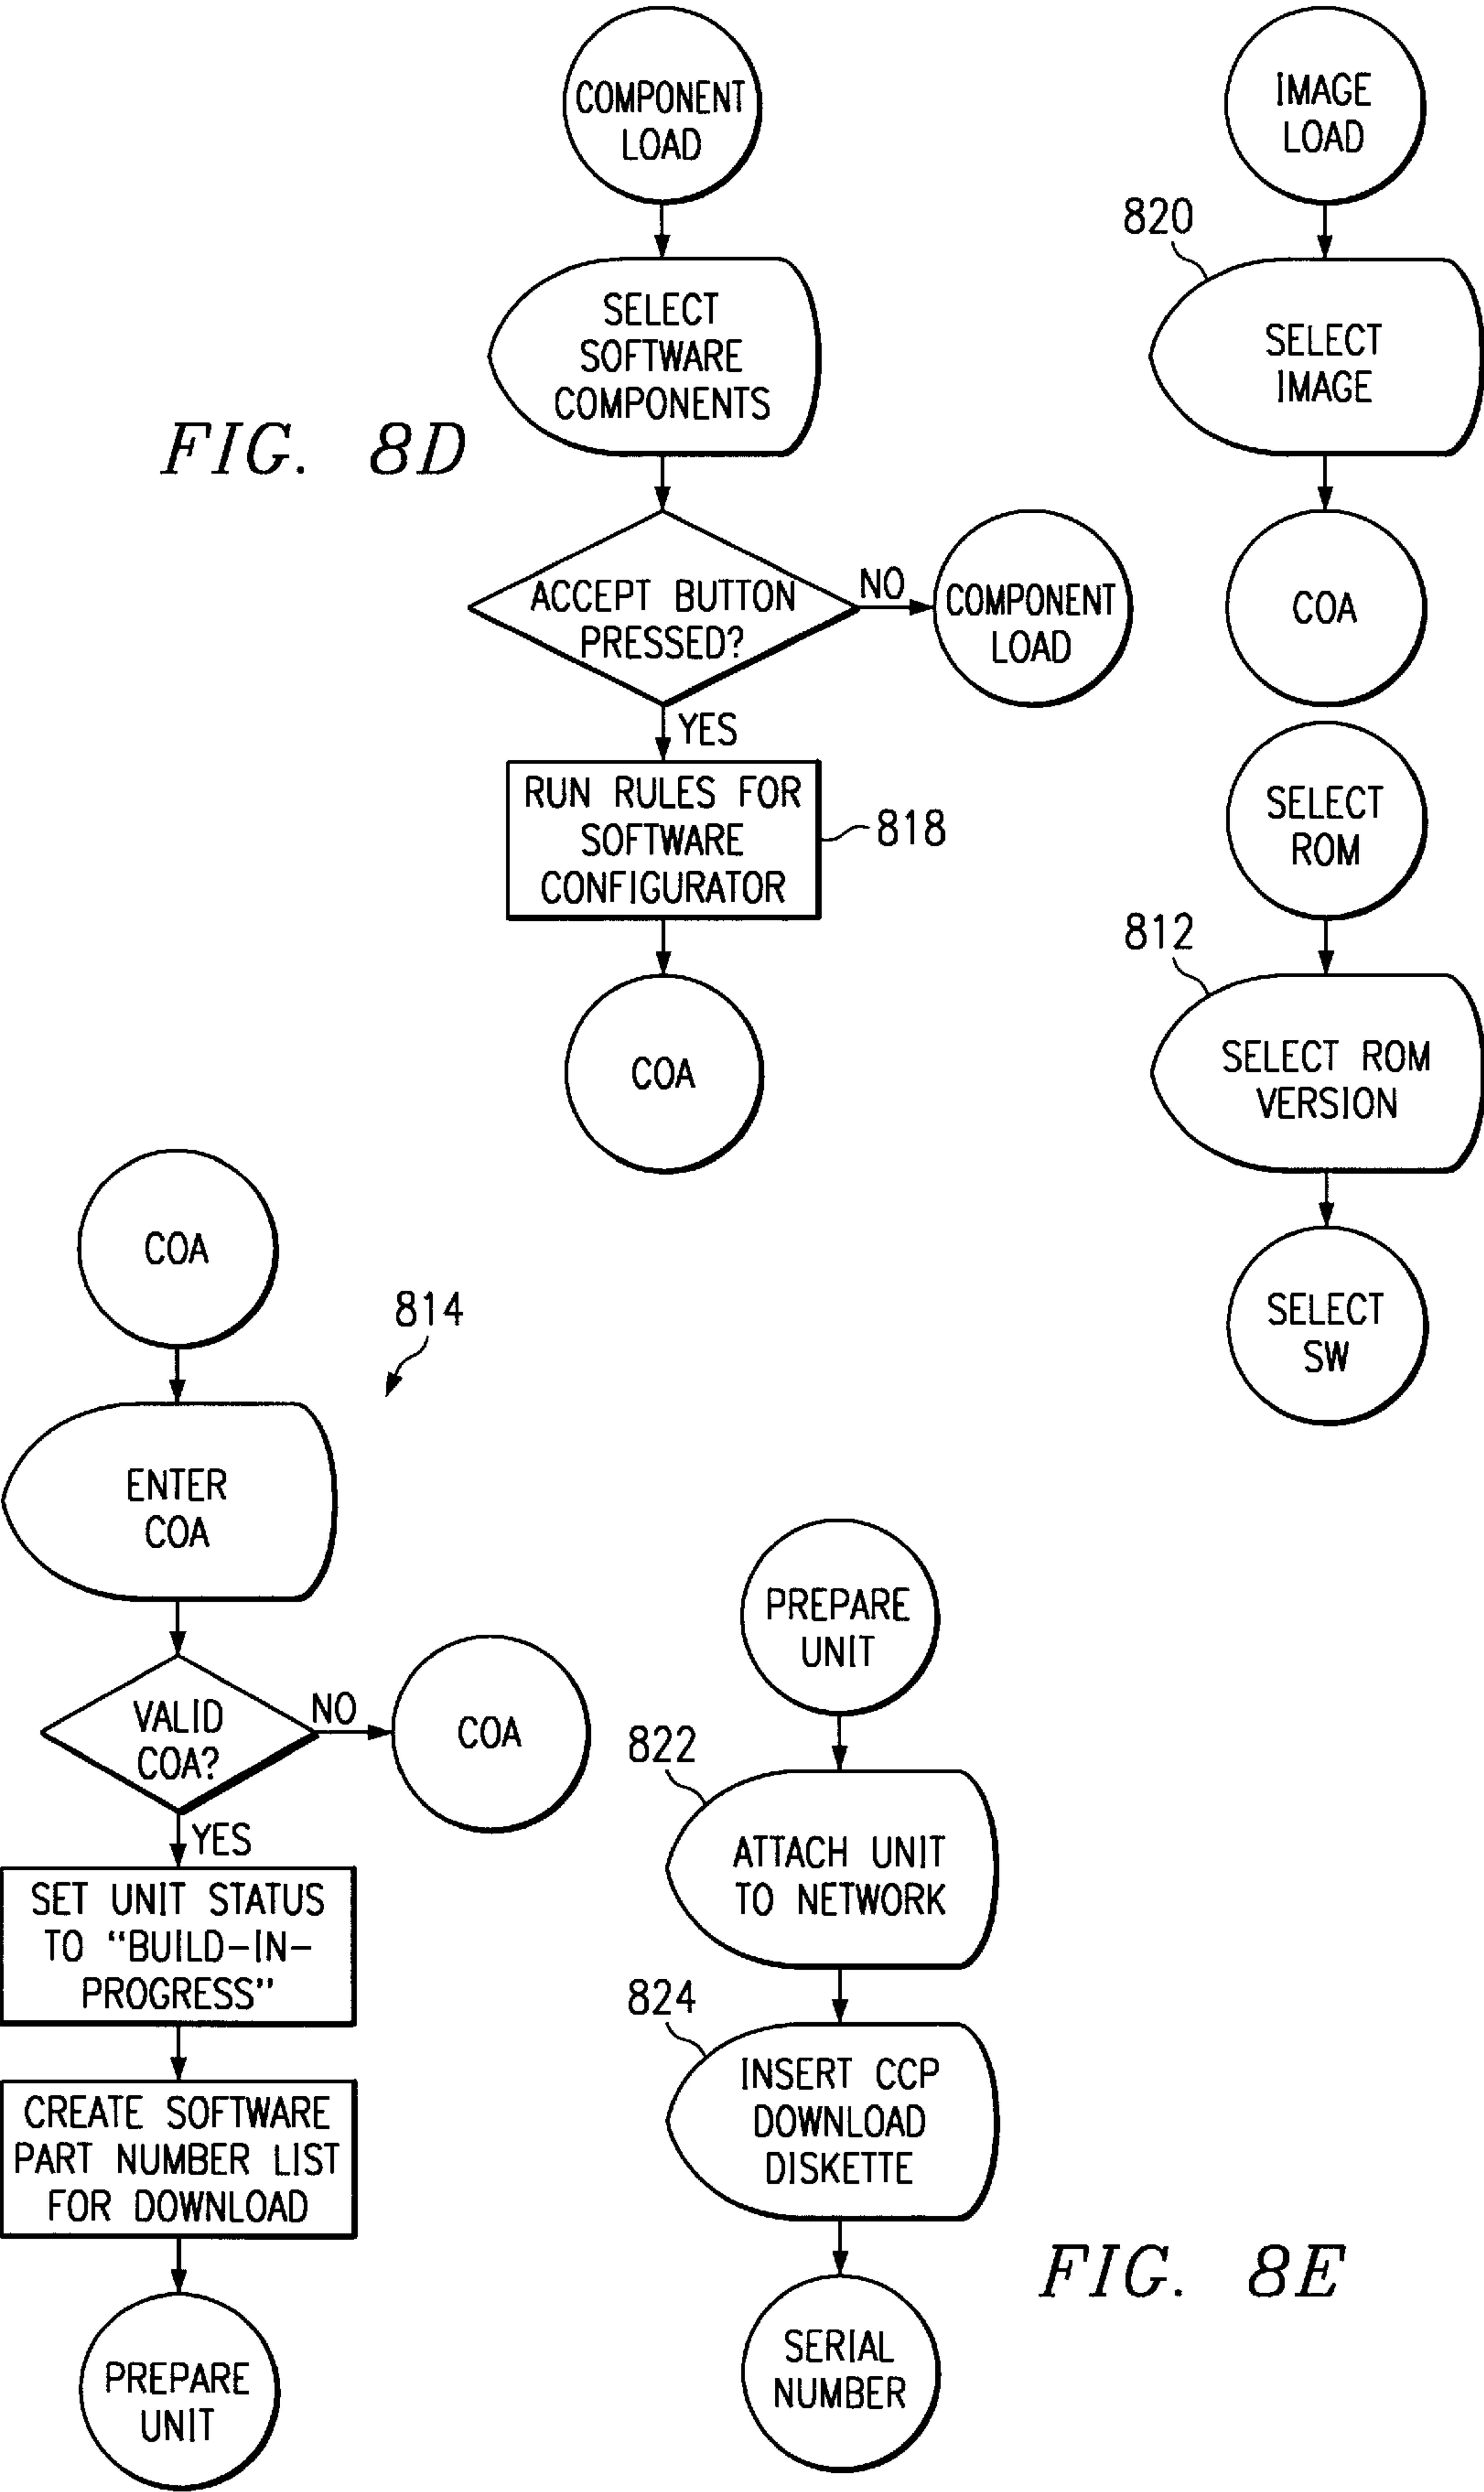 COMPONENT
LOAD
SELECT
SOFTWARE
COMPONENTS
FIG. 8D
ACCEPT BUTTON
PRESSED?
NO
COMPONENT
LOAD
YES
RUN RULES FOR
SOFTWARE
CONFIGURATOR
818
COA
IMAGE
LOAD
820
SELECT
IMAGE
COA
SELECT
ROM
812
SELECT ROM
VERSION
SELECT
SW
COA
814
ENTER
COA
VALID
COA?
NO
COA
YES
SET UNIT STATUS
TO “BUILD-IN-
PROGRESS”
CREATE SOFTWARE
PART NUMBER LIST
FOR DOWNLOAD
PREPARE
UNIT
PREPARE
UNIT
822
ATTACH UNIT
TO NETWORK
824
INSERT CCP
DOWNLOAD
DISKETTE
SERIAL
NUMBER
FIG. 8E